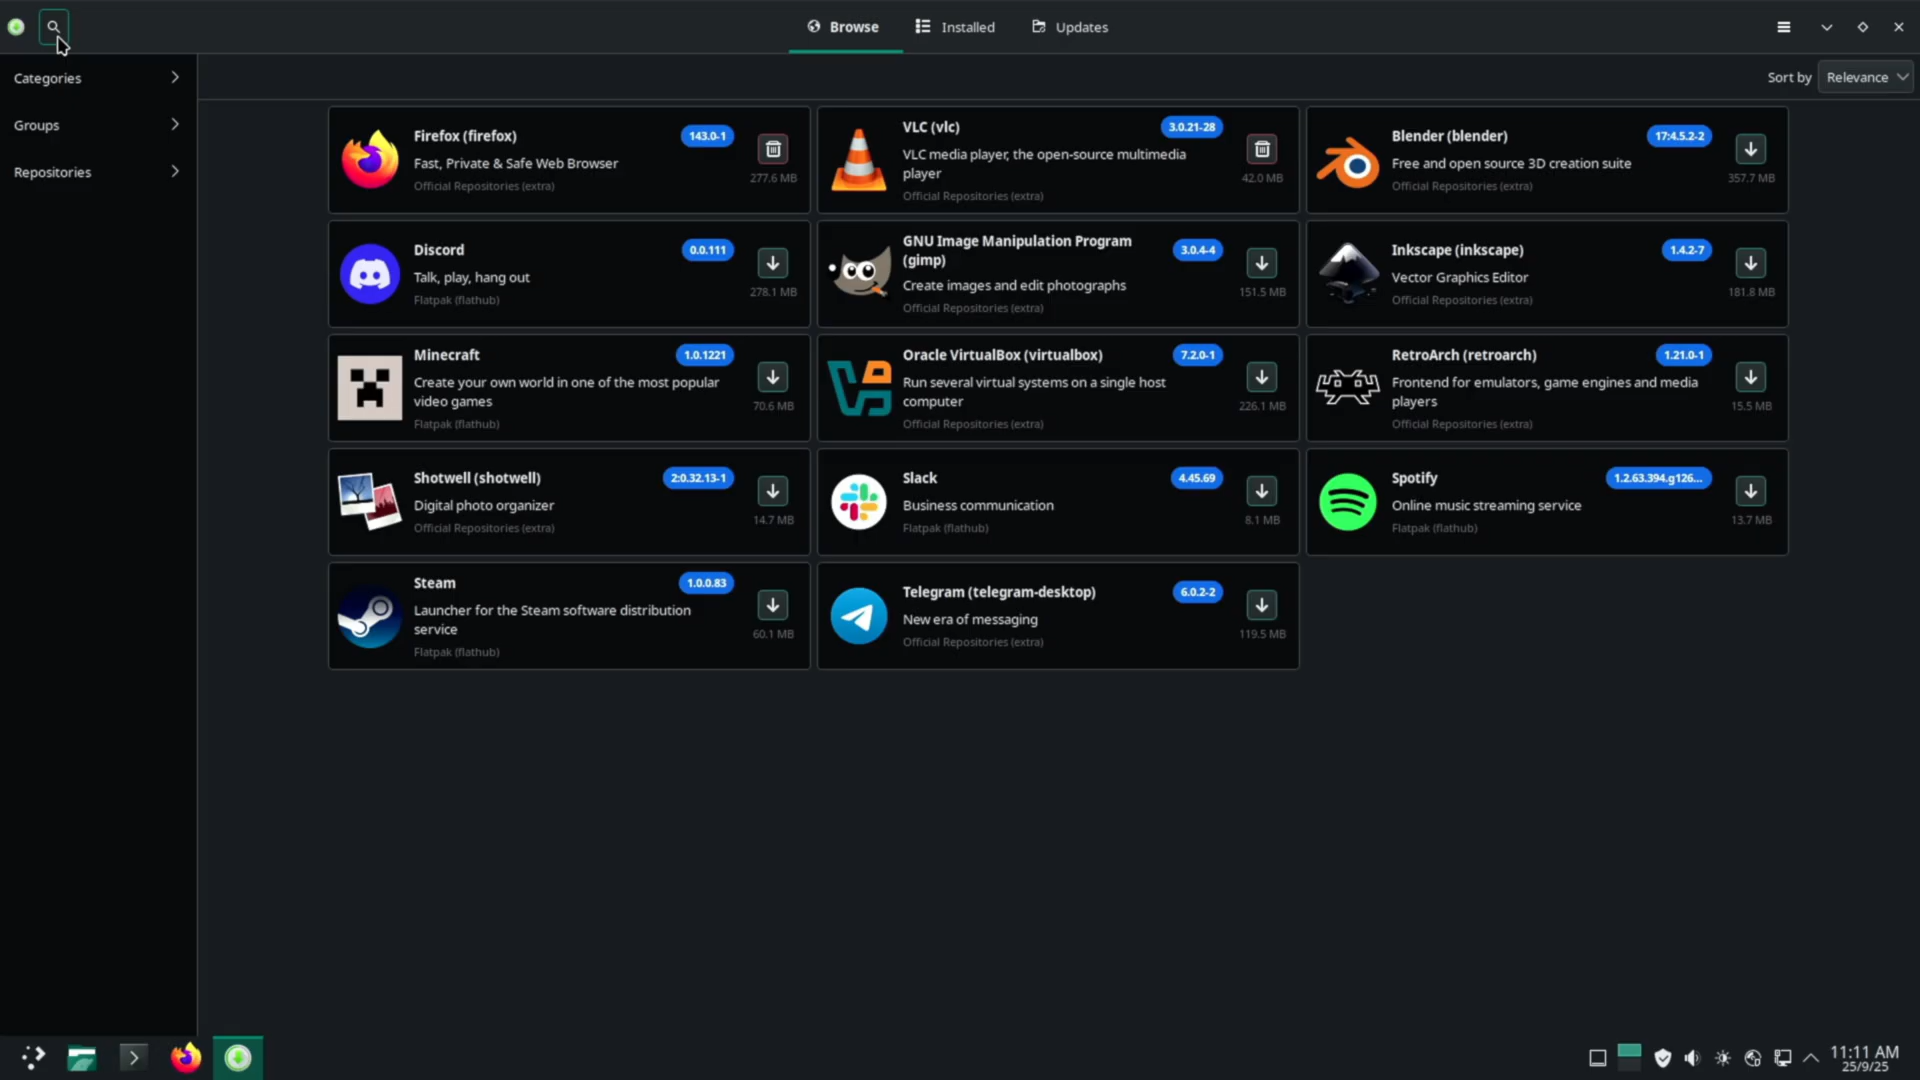 Browse
Installed
Updates
Categories
Groups
Repositories
Sort by
Relevance
Firefox (firefox)
143.0-1
Fast, Private & Safe Web Browser
Official Repositories (extra)
277.6 MB
VLC (vlc)
3.0.21-28
VLC media player, the open-source multimedia
player
Official Repositories (extra)
42.0 MB
Blender (blender)
17:4.5.2-2
Free and open source 3D creation suite
Official Repositories (extra)
357.7 MB
Discord
0.0.111
Talk, play, hang out
Flatpak (flathub)
278.1 MB
GNU Image Manipulation Program
(gimp)
3.0.4-4
Create images and edit photographs
Official Repositories (extra)
151.5 MB
Inkscape (inkscape)
1.4.2-7
Vector Graphics Editor
Official Repositories (extra)
181.8 MB
Minecraft
1.0.1221
Create your own world in one of the most popular
video games
Flatpak (flathub)
70.6 MB
Oracle VirtualBox (virtualbox)
7.2.0-1
Run several virtual systems on a single host
computer
Official Repositories (extra)
226.1 MB
RetroArch (retroarch)
1.21.0-1
Frontend for emulators, game engines and media
players
Official Repositories (extra)
15.5 MB
Shotwell (shotwell)
2:0.32.13-1
Digital photo organizer
Official Repositories (extra)
14.7 MB
Slack
4.45.69
Business communication
Flatpak (flathub)
8.1 MB
Spotify
1.2.63.394.g126...
Online music streaming service
Flatpak (flathub)
13.7 MB
Steam
1.0.0.83
Launcher for the Steam software distribution
service
Flatpak (flathub)
60.1 MB
Telegram (telegram-desktop)
6.0.2-2
New era of messaging
Official Repositories (extra)
119.5 MB
11:11 AM
25/9/25